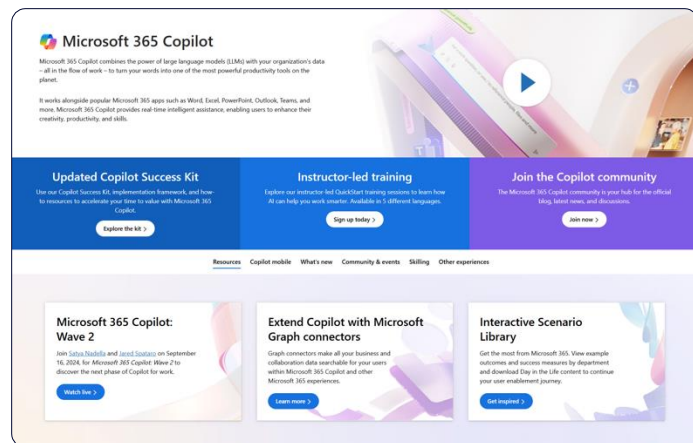 Microsoft 365 Copilot
Microsoft 365 Copilot combines the power of large language models (LLMs) with your organization's data
– all in the flow of work – to turn your words into one of the most powerful productivity tools on the
planet.
It works alongside popular Microsoft 365 apps such as Word, Excel, PowerPoint, Outlook, Teams, and
more. Microsoft 365 Copilot provides real-time intelligent assistance, enabling users to enhance their
creativity, productivity, and skills.
Updated Copilot Success Kit
Use our Copilot Success Kit, implementation framework, and how-
to resources to accelerate your time to value with Microsoft 365
Copilot.
Explore the kit >
Instructor-led training
Explore our instructor-led QuickStart training sessions to learn how
AI can help you work smarter. Available in 5 different languages.
Sign up today >
Join the Copilot community
The Microsoft 365 Copilot community is your hub for the official
blog, latest news, and discussions.
Join now >
Resources Copilot mobile What's new Community & events Skilling Other experiences
Microsoft 365 Copilot:
Wave 2
Join Satya Nadella and Jared Spataro on September
16, 2024, for Microsoft 365 Copilot: Wave 2 to
discover the next phase of Copilot for work.
Watch live >
Extend Copilot with Microsoft
Graph connectors
Graph connectors make all your business and
collaboration data searchable for your users
within Microsoft 365 Copilot and other
Microsoft 365 experiences.
Learn more >
Interactive Scenario
Library
Get the most from Microsoft 365. View example
outcomes and success measures by department
and download Day in the Life content to continue
your user enablement journey.
Get inspired >